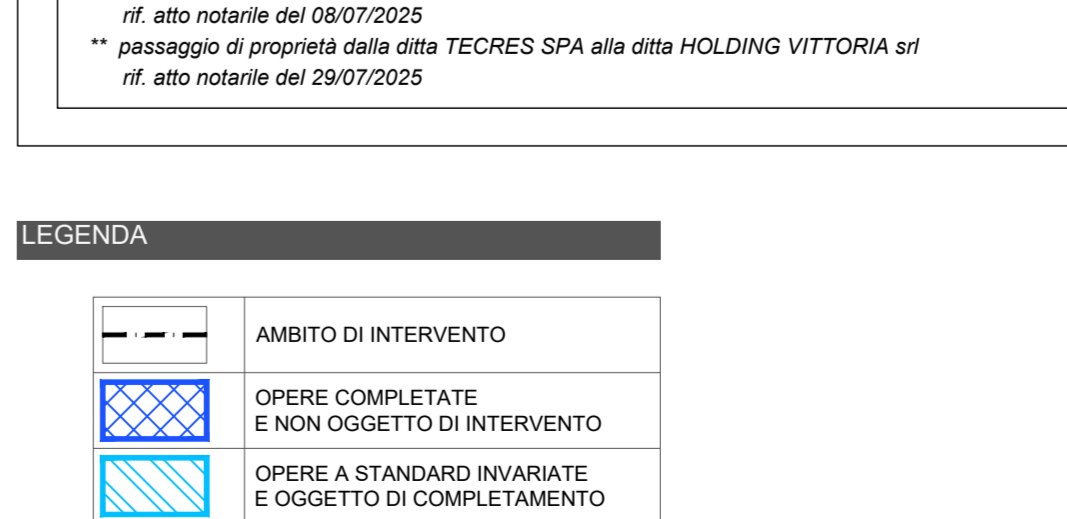 rif. atto notarile del 08/07/2025
** passaggio di proprietà dalla ditta TECRES SPA alla ditta HOLDING VITTORIA srl
rif. atto notarile del 29/07/2025
LEGENDA
AMBITO DI INTERVENTO
OPERE COMPLETATE
E NON OGGETTO DI INTERVENTO
OPERE A STANDARD INVARIATE
E OGGETTO DI COMPLETAMENTO